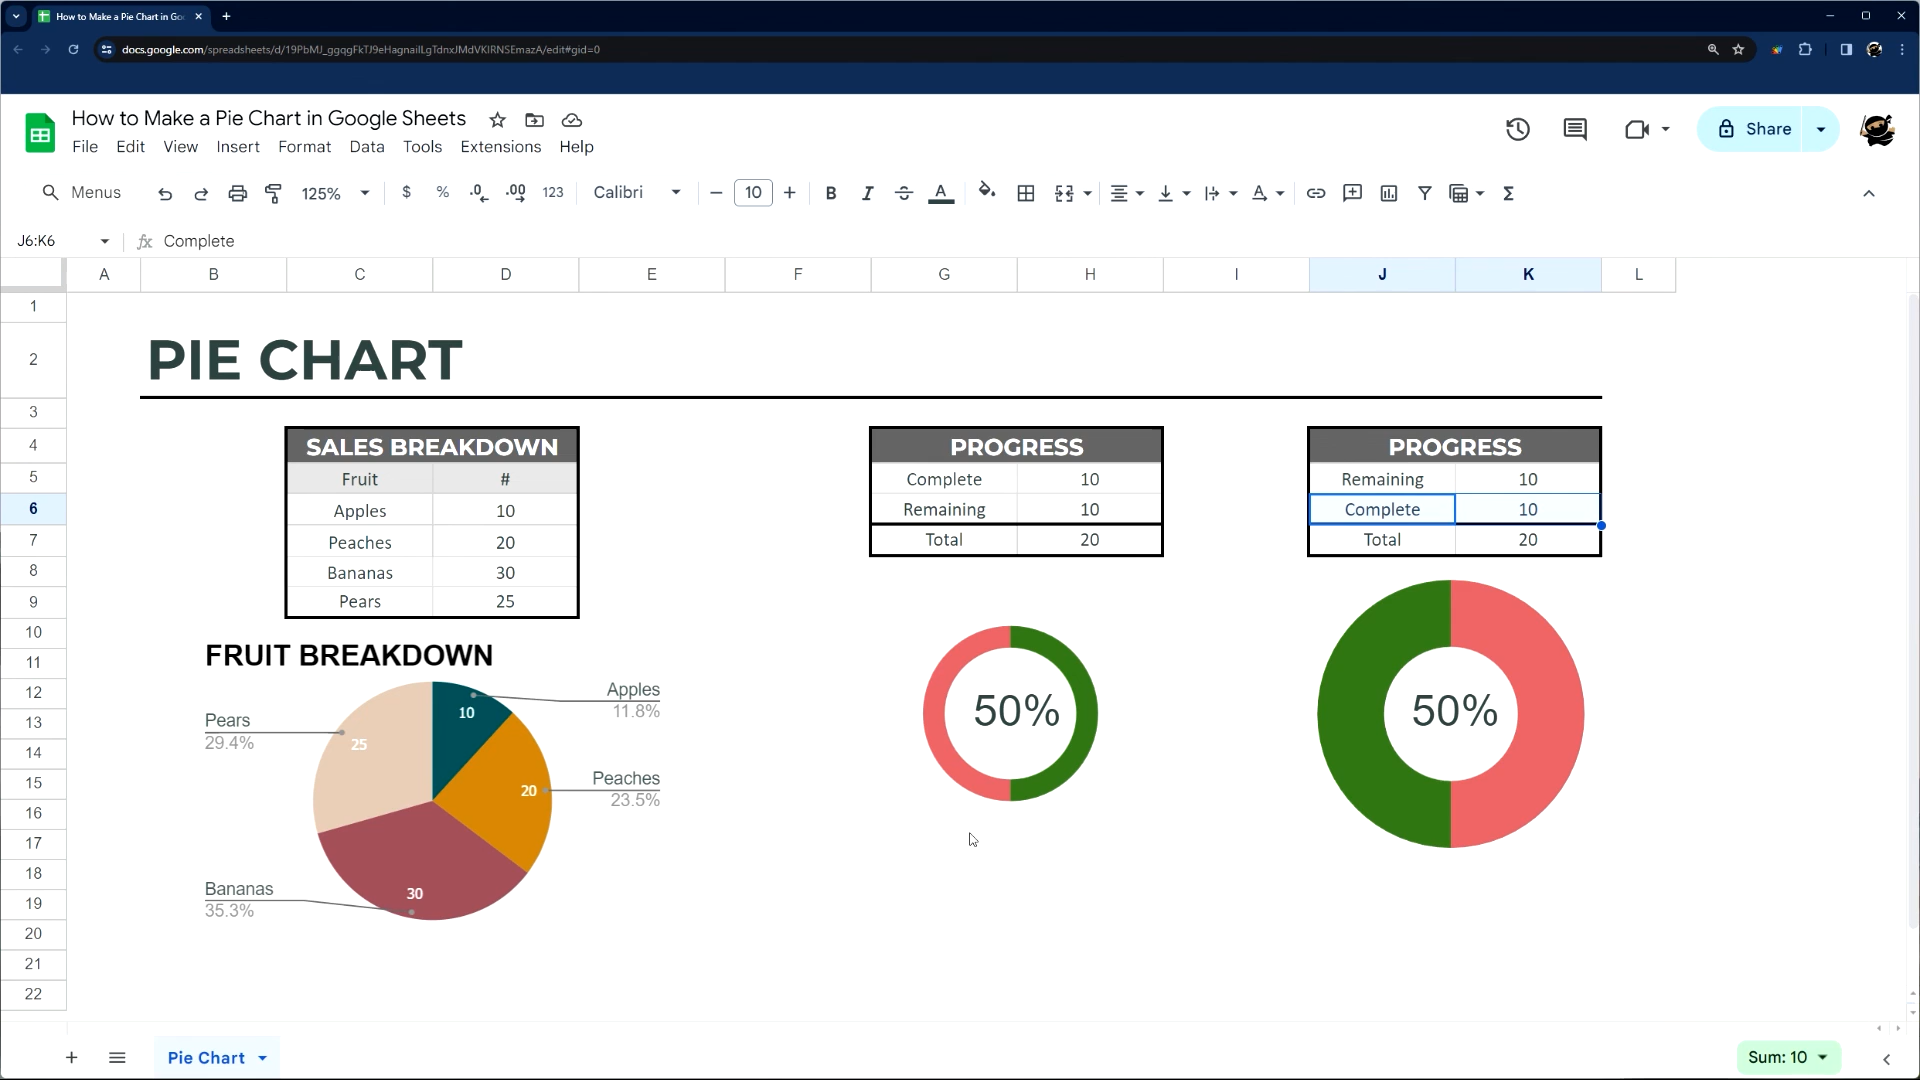 How to Make a Pie Chart in Goo
docs.google.com/spreadsheets/d/19PbMJ_ggqgFkTJ9eHagnailLgTdnxJMdVKlRNSEmazA/edit#gid=0
How to Make a Pie Chart in Google Sheets
Share
File Edit View Insert Format Data Tools Extensions Help
Menus 125% $ % .0 .00 123 Calibri 10 B I A
J6:K6 fx Complete
A B C D E F G H I J K L
1
2
PIE CHART
3
4 SALES BREAKDOWN PROGRESS PROGRESS
5 Fruit # Complete 10 Remaining 10
6 Apples 10 Remaining 10 Complete 10
7 Peaches 20 Total 20 Total 20
8 Bananas 30
9 Pears 25
10
11
FRUIT BREAKDOWN
12
13
14
15
16
17
18
19
20
21
22
Apples
11.8%
10
Pears
29.4%
25
Peaches
23.5%
20
Bananas
35.3%
30
50%
50%
Pie Chart
Sum: 10